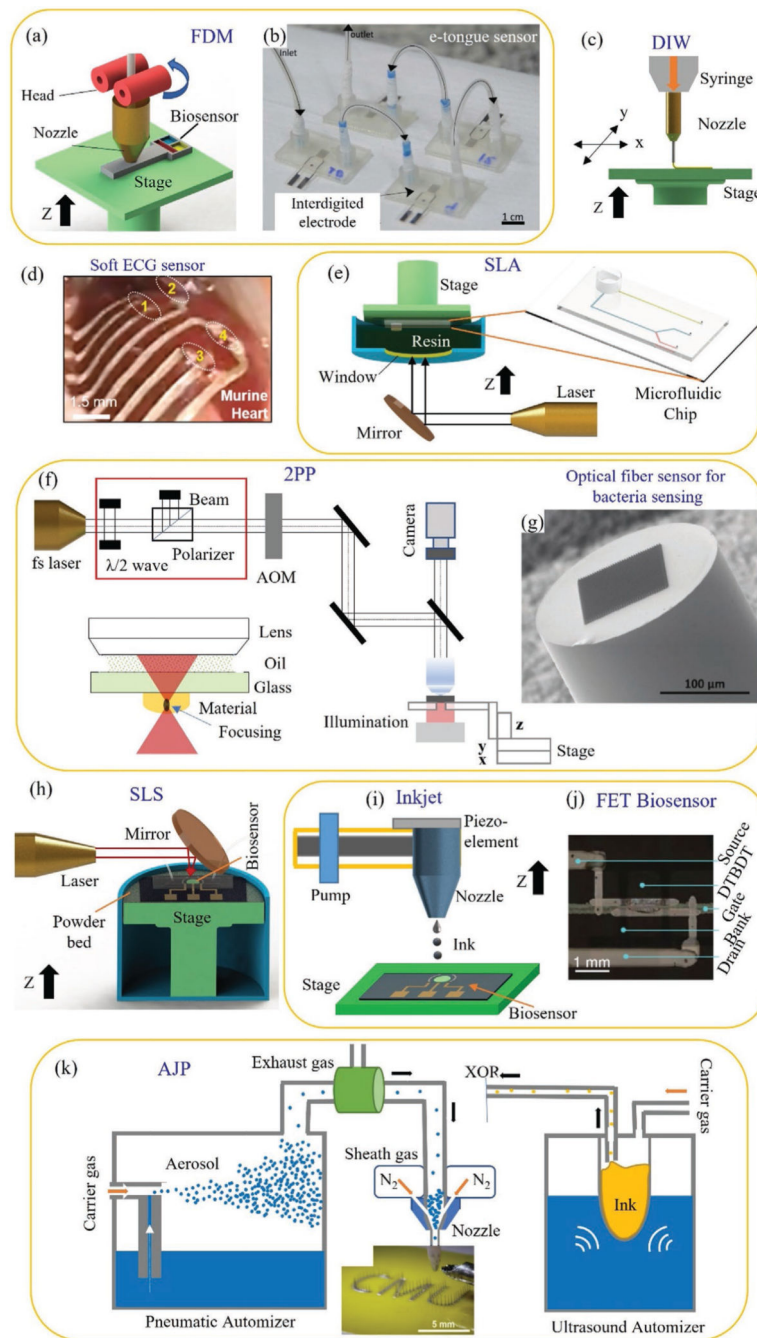 (a)
FDM
Head
Nozzle
Biosensor
Stage
Z
(b)
Inlet
outlet
e-tongue sensor
Interdigited
electrode
1 cm
(c)
DIW
Syringe
Nozzle
y
x
Stage
Z
(d)
Soft ECG sensor
1
2
3
4
1.5 mm
Murine
Heart
(e)
SLA
Stage
Resin
Window
Z
Laser
Mirror
Microfluidic
Chip
(f)
2PP
fs laser
λ/2 wave
Beam
Polarizer
AOM
Camera
Lens
Oil
Glass
Material
Focusing
Illumination
z
y
x
Stage
Optical fiber sensor for
bacteria sensing
(g)
100 μm
(h)
SLS
Mirror
Biosensor
Laser
Powder
bed
Stage
Z
(i)
Inkjet
Piezo-
element
Pump
Nozzle
Z
Ink
Stage
Biosensor
(j)
FET Biosensor
Source
DTBDT
Gate
Bank
Drain
1 mm
(k)
AJP
Exhaust gas
Carrier gas
Aerosol
Sheath gas
N2
N2
Nozzle
CMU
5 mm
Pneumatic Automizer
XOR
Carrier
gas
Ink
Ultrasound Automizer